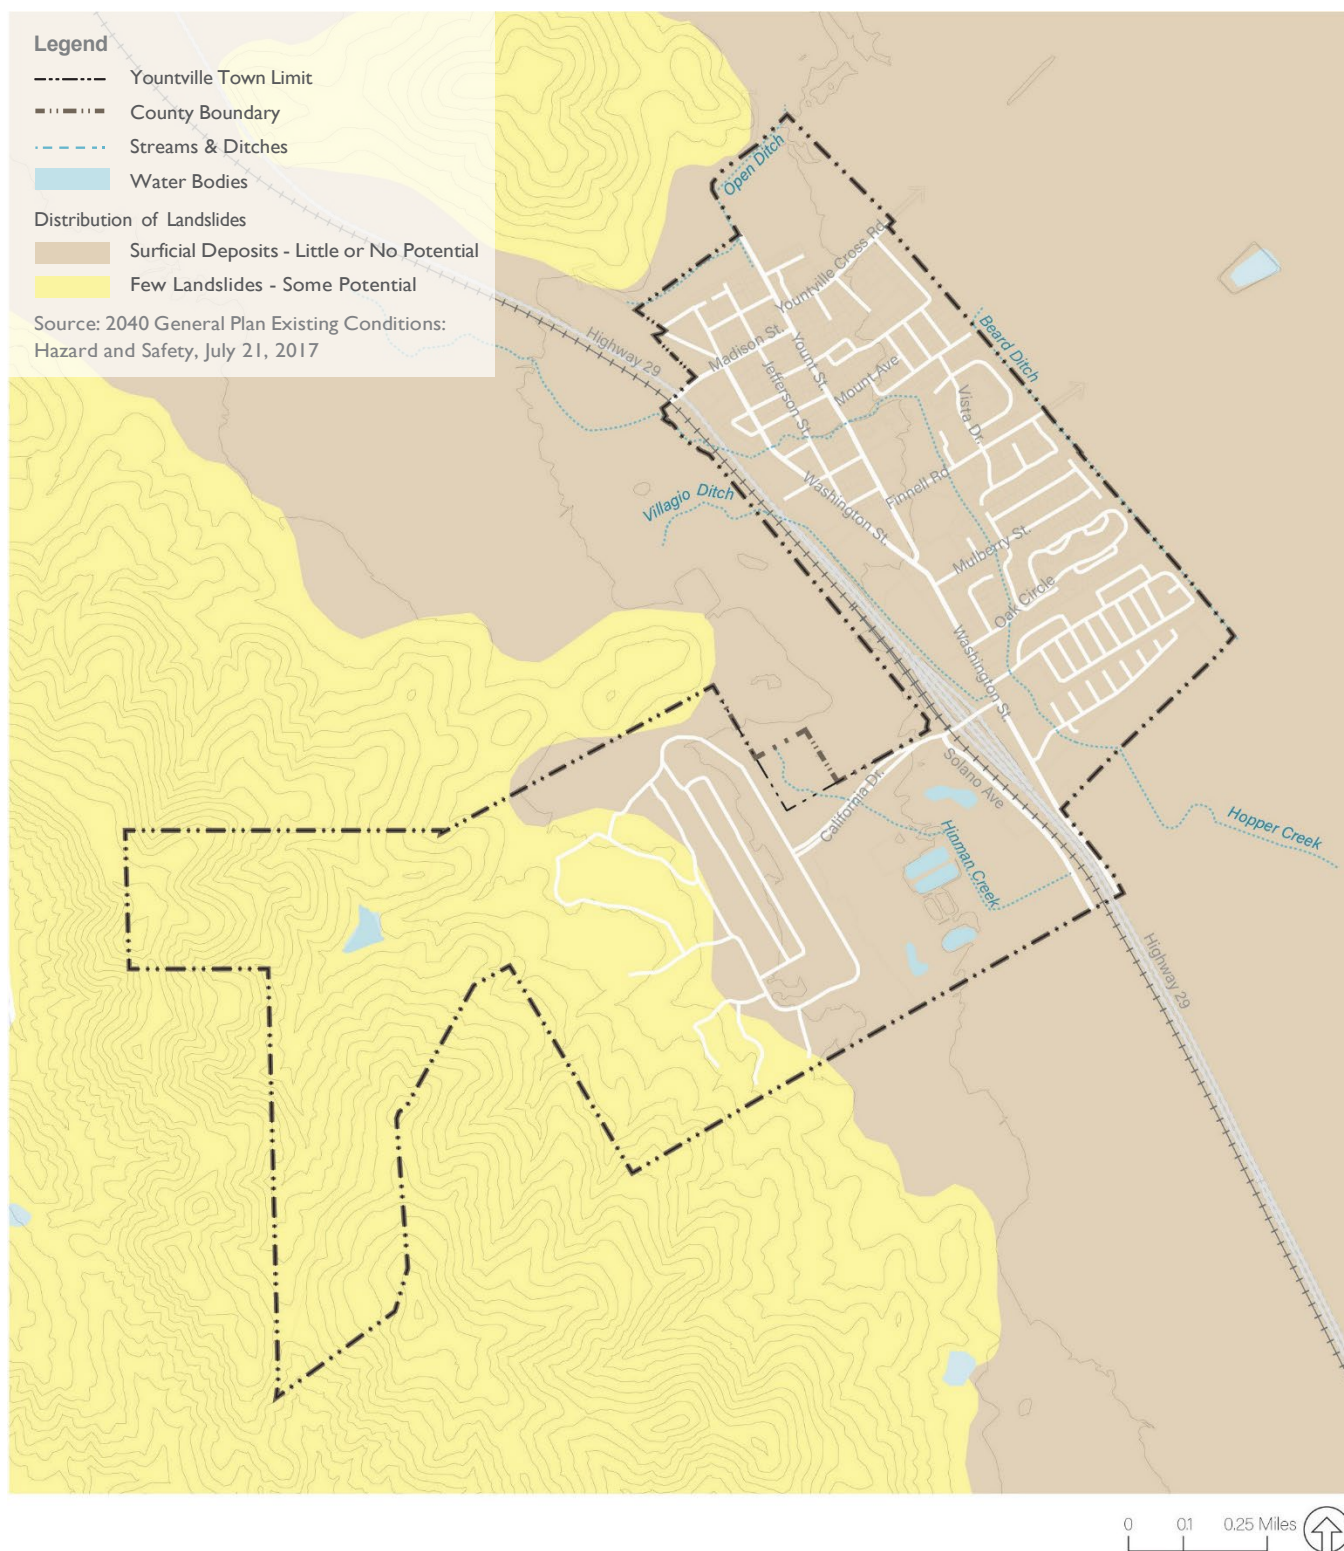 Legend
Yountville Town Limit
County Boundary
Streams & Ditches
Water Bodies
Distribution of Landslides
Surficial Deposits - Little or No Potential
Few Landslides - Some Potential
Source: 2040 General Plan Existing Conditions:
Hazard and Safety, July 21, 2017
Open Ditch
Yountville Cross Rd
Highway 29
Madison St.
Yount St.
Jefferson St.
Mount Ave
Beard Ditch
Vista Dr.
Finnell Rd
Washington St.
Villagio Ditch
Mulberry St.
Oak Circle
Washington St.
Solano Ave
California Dr.
Hinman Creek
Hopper Creek
Highway 29
0 0.1 0.25 Miles